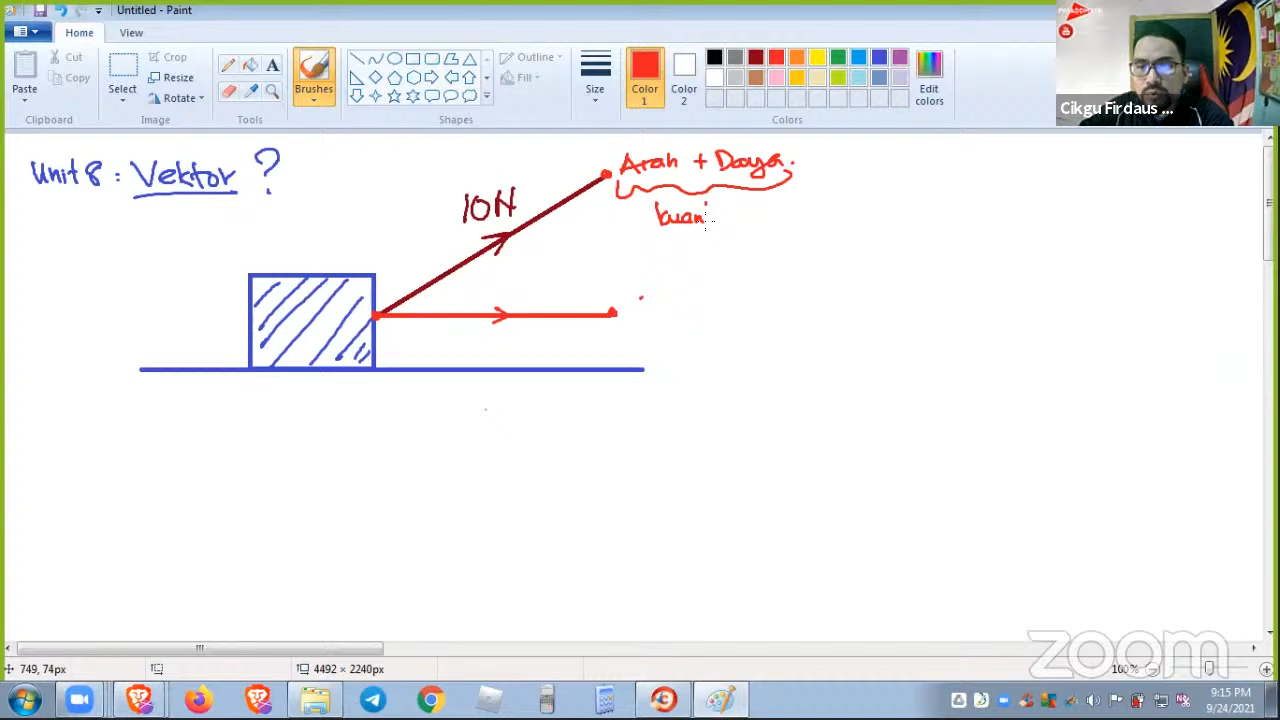 Untitled - Paint
Home
View
Paste
Cut
Copy
Clipboard
Select
Crop
Resize
Rotate
Image
Tools
Brushes
Shapes
Outline
Fill
Size
Color 1
Color 2
Edit colors
Colors
Cikgu Firdaus ...
Unit 8 : Vektor ?
Arah + Daya.
kuani
10N
zoom
749, 74px
4492 × 2240px
100%
9:15 PM
9/24/2021